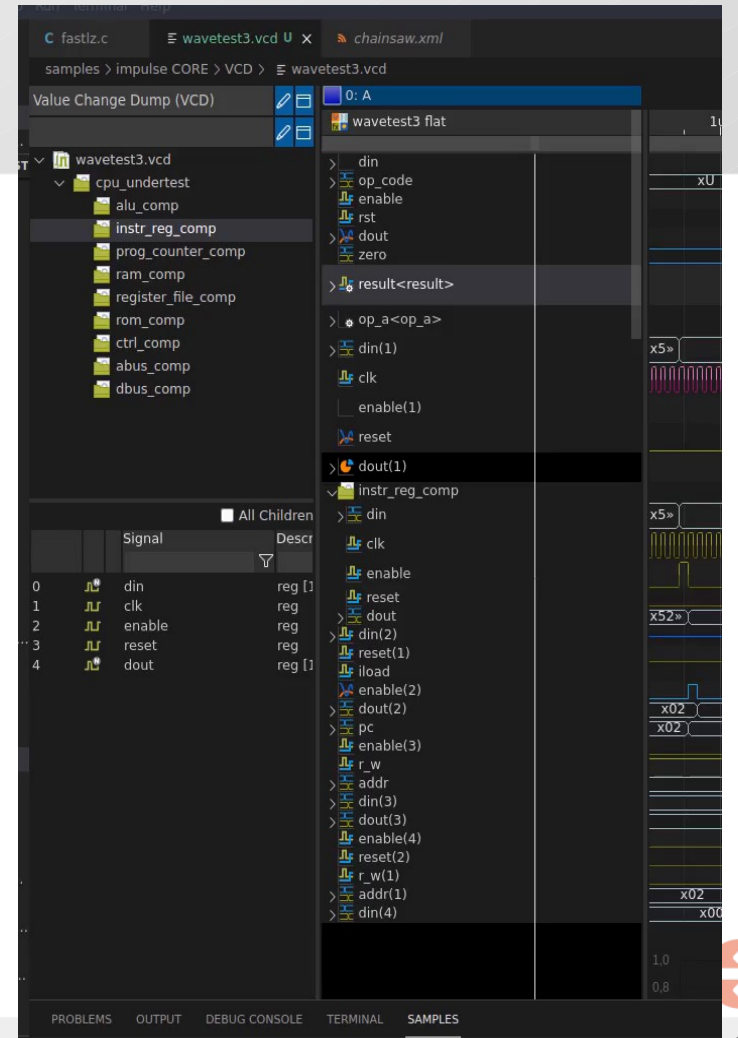 Run Terminal Help
C fastlz.c
wavetest3.vcd U
chainsaw.xml
samples > impulse CORE > VCD > wavetest3.vcd
Value Change Dump (VCD)
wavetest3.vcd
cpu_undertest
alu_comp
instr_reg_comp
prog_counter_comp
ram_comp
register_file_comp
rom_comp
ctrl_comp
abus_comp
dbus_comp
All Children
Signal Descr
0 din reg [1
1 clk reg
2 enable reg
3 reset reg
4 dout reg [1
0: A
wavetest3 flat
din
op_code
enable
rst
dout
zero
result<result>
op_a<op_a>
din(1)
clk
enable(1)
reset
dout(1)
instr_reg_comp
din
clk
enable
reset
dout
din(2)
reset(1)
iload
enable(2)
dout(2)
pc
enable(3)
r_w
addr
din(3)
dout(3)
enable(4)
reset(2)
r_w(1)
addr(1)
din(4)
xU
x5»
x5»
x52»
x02
x02
x02
x00
1,0
0,8
PROBLEMS OUTPUT DEBUG CONSOLE TERMINAL SAMPLES